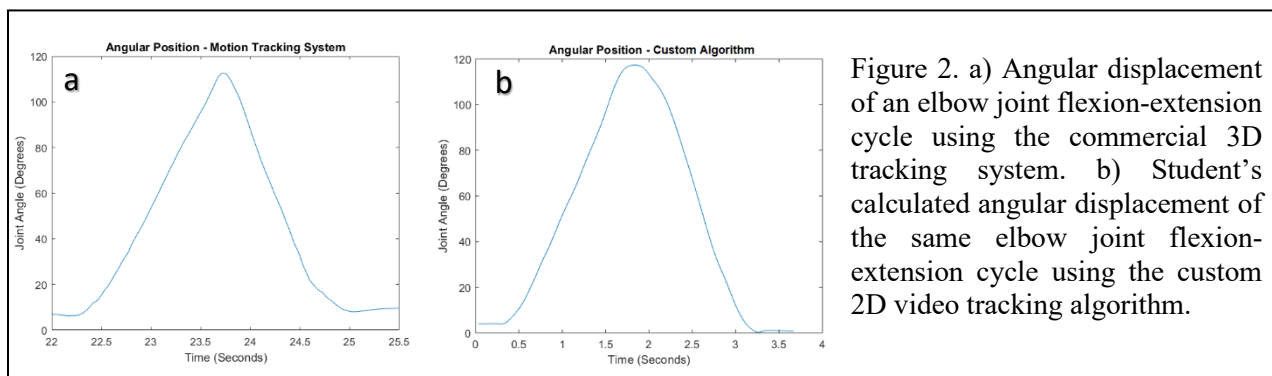 Angular Position - Motion Tracking System
a
Joint Angle (Degrees)
120
100
80
60
40
20
0
22
22.5
23
23.5
24
24.5
25
25.5
Time (Seconds)
Angular Position - Custom Algorithm
b
Joint Angle (Degrees)
120
100
80
60
40
20
0
0
0.5
1
1.5
2
2.5
3
3.5
4
Time (Seconds)
Figure 2. a) Angular displacement
of an elbow joint flexion-extension
cycle using the commercial 3D
tracking system. b) Student’s
calculated angular displacement of
the same elbow joint flexion-
extension cycle using the custom
2D video tracking algorithm.